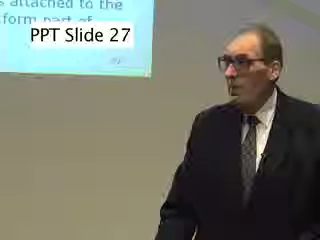 s attached to the
form part of
PPT Slide 27